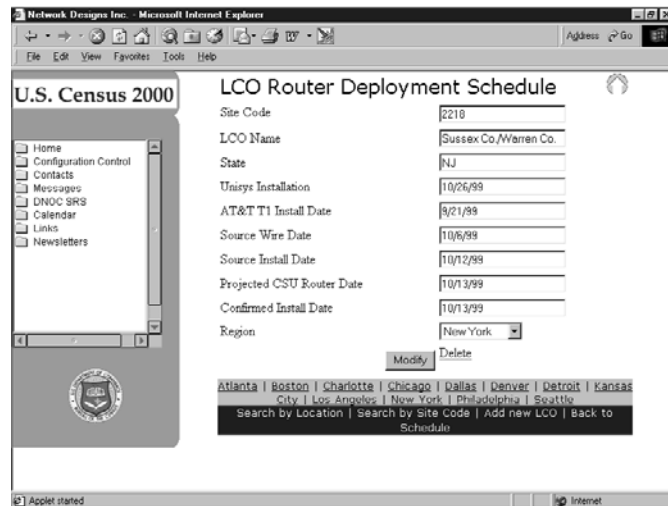 Network Designs Inc. - Microsoft Internet Explorer
Address Go
File Edit View Favorites Tools Help
U.S. Census 2000
Home
Configuration Control
Contacts
Messages
DNOC SRS
Calendar
Links
Newsletters
LCO Router Deployment Schedule
Site Code 2218
LCO Name Sussex Co./Warren Co.
State NJ
Unisys Installation 10/26/99
AT&T T1 Install Date 9/21/99
Source Wire Date 10/6/99
Source Install Date 10/12/99
Projected CSU Router Date 10/13/99
Confirmed Install Date 10/13/99
Region New York
Modify Delete
Atlanta | Boston | Charlotte | Chicago | Dallas | Denver | Detroit | Kansas
City | Los Angeles | New York | Philadelphia | Seattle
Search by Location | Search by Site Code | Add new LCO | Back to
Schedule
Applet started Internet